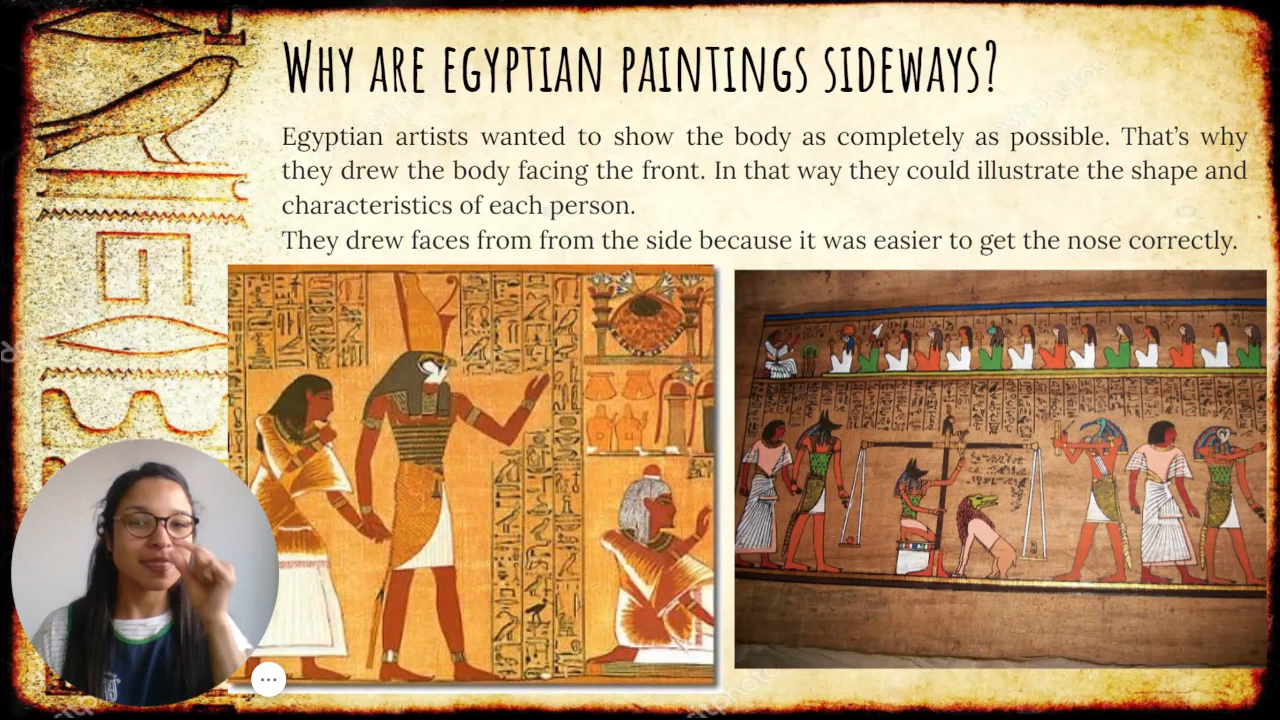 Why are egyptian paintings sideways?
Egyptian artists wanted to show the body as completely as possible. That’s why
they drew the body facing the front. In that way they could illustrate the shape and
characteristics of each person.
They drew faces from from the side because it was easier to get the nose correctly.